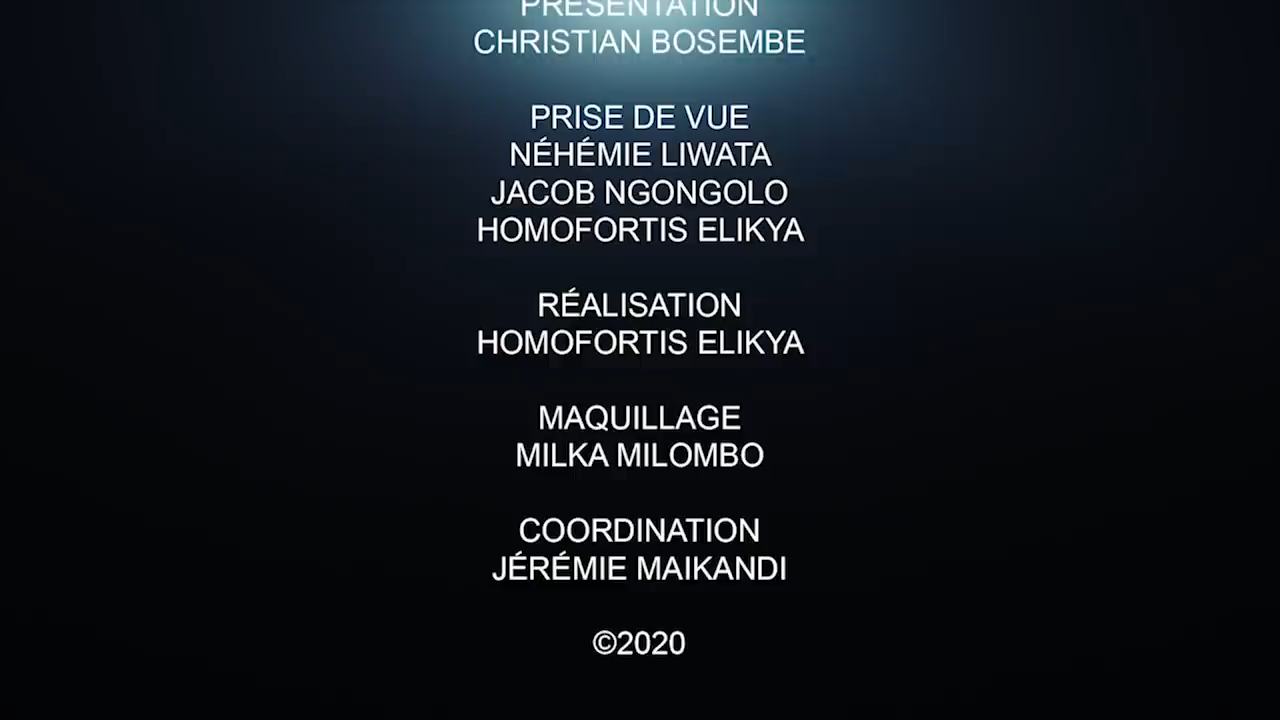 PRÉSENTATION
CHRISTIAN BOSEMBE
PRISE DE VUE
NÉHÉMIE LIWATA
JACOB NGONGOLO
HOMOFORTIS ELIKYA
RÉALISATION
HOMOFORTIS ELIKYA
MAQUILLAGE
MILKA MILOMBO
COORDINATION
JÉRÉMIE MAIKANDI
©2020